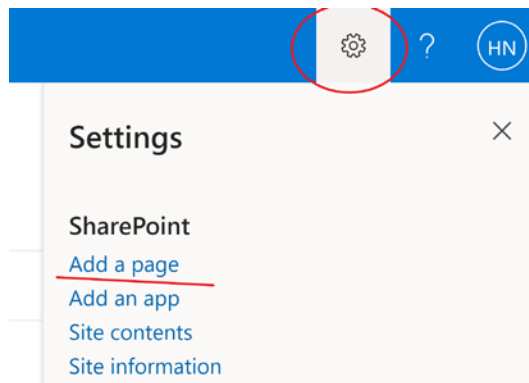 ? HN
Settings
SharePoint
Add a page
Add an app
Site contents
Site information